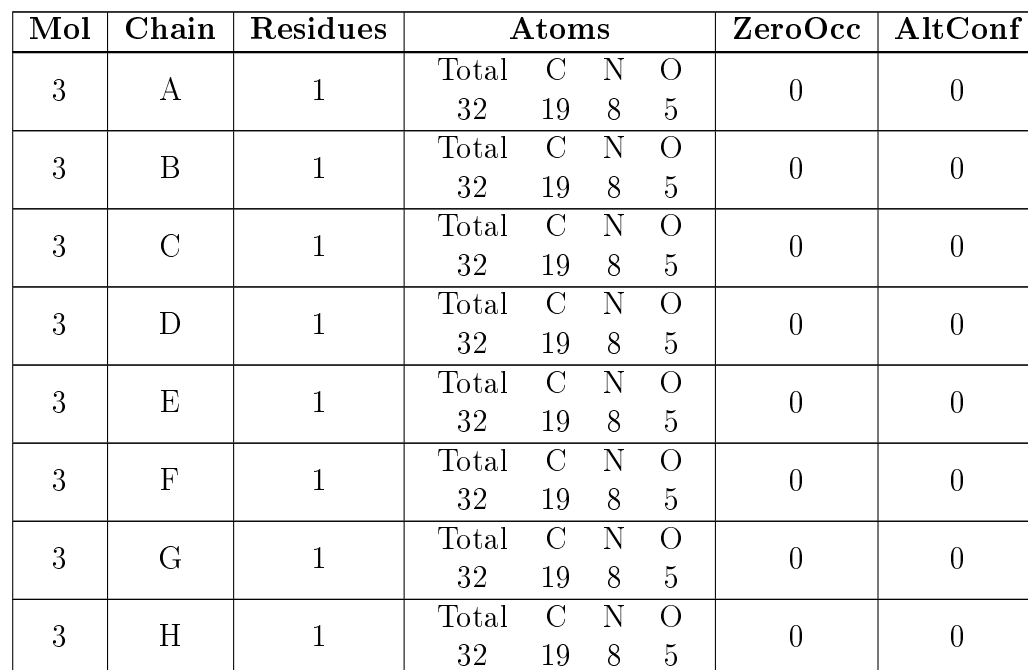 Mol Chain Residues Atoms ZeroOcc AltConf
3 A 1 Total C N O 0 0
32 19 8 5
3 B 1 Total C N O 0 0
32 19 8 5
3 C 1 Total C N O 0 0
32 19 8 5
3 D 1 Total C N O 0 0
32 19 8 5
3 E 1 Total C N O 0 0
32 19 8 5
3 F 1 Total C N O 0 0
32 19 8 5
3 G 1 Total C N O 0 0
32 19 8 5
3 H 1 Total C N O 0 0
32 19 8 5